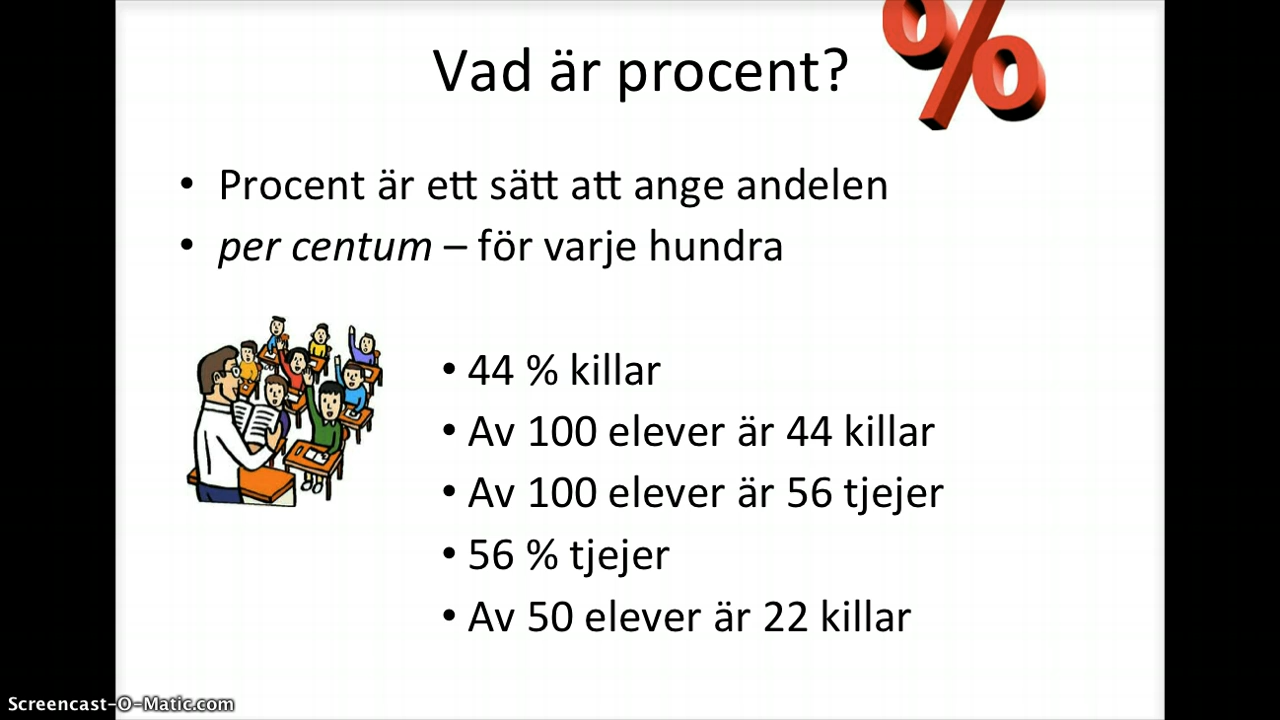 Vad är procent?
%
• Procent är ett sätt att ange andelen
• per centum – för varje hundra
• 44 % killar
• Av 100 elever är 44 killar
• Av 100 elever är 56 tjejer
• 56 % tjejer
• Av 50 elever är 22 killar
Screencast-O-Matic.com